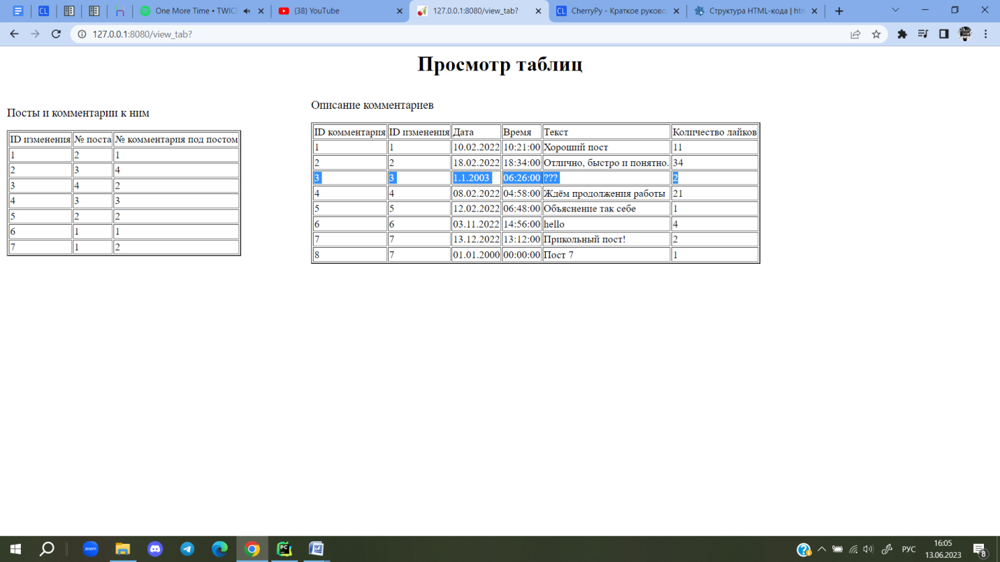 CL
One More Time • TWICE
(38) YouTube
127.0.0.1:8080/view_tab?
CL
CherryPy - Краткое руково
Структура HTML-кода | htm
127.0.0.1:8080/view_tab?
Просмотр таблиц
Посты и комментарии к ним
ID изменения № поста № комментария под постом
1 2 1
2 3 4
3 4 2
4 3 3
5 2 2
6 1 1
7 1 2
Описание комментариев
ID комментария ID изменения Дата Время Текст Количество лайков
1 1 10.02.2022 10:21:00 Хороший пост 11
2 2 18.02.2022 18:34:00 Отлично, быстро и понятно. 34
3 3 1.1.2003 06:26:00 ??? 2
4 4 08.02.2022 04:58:00 Ждём продолжения работы 21
5 5 12.02.2022 06:48:00 Объяснение так себе 1
6 6 03.11.2022 14:56:00 hello 4
7 7 13.12.2022 13:12:00 Прикольный пост! 2
8 7 01.01.2000 00:00:00 Пост 7 1
zoom
PC
W
РУС
16:05
13.06.2023
8